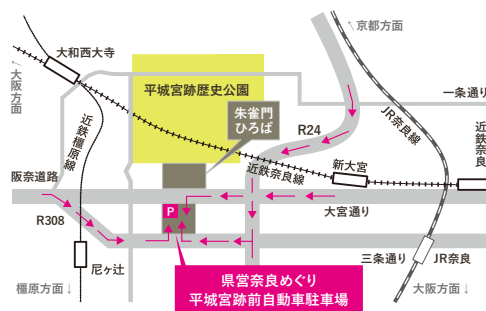 ↑京都方面
大和西大寺
←大阪方面
平城宮跡歴史公園
一条通り
朱雀門
ひろば
R24
JR奈良線
近鉄橿原線
近鉄奈良線
新大宮
近鉄奈良
阪奈道路
P
大宮通り
R308
三条通り
JR奈良
尼ヶ辻
県営奈良めぐり
平城宮跡前自動車駐車場
橿原方面↓
大阪方面↓